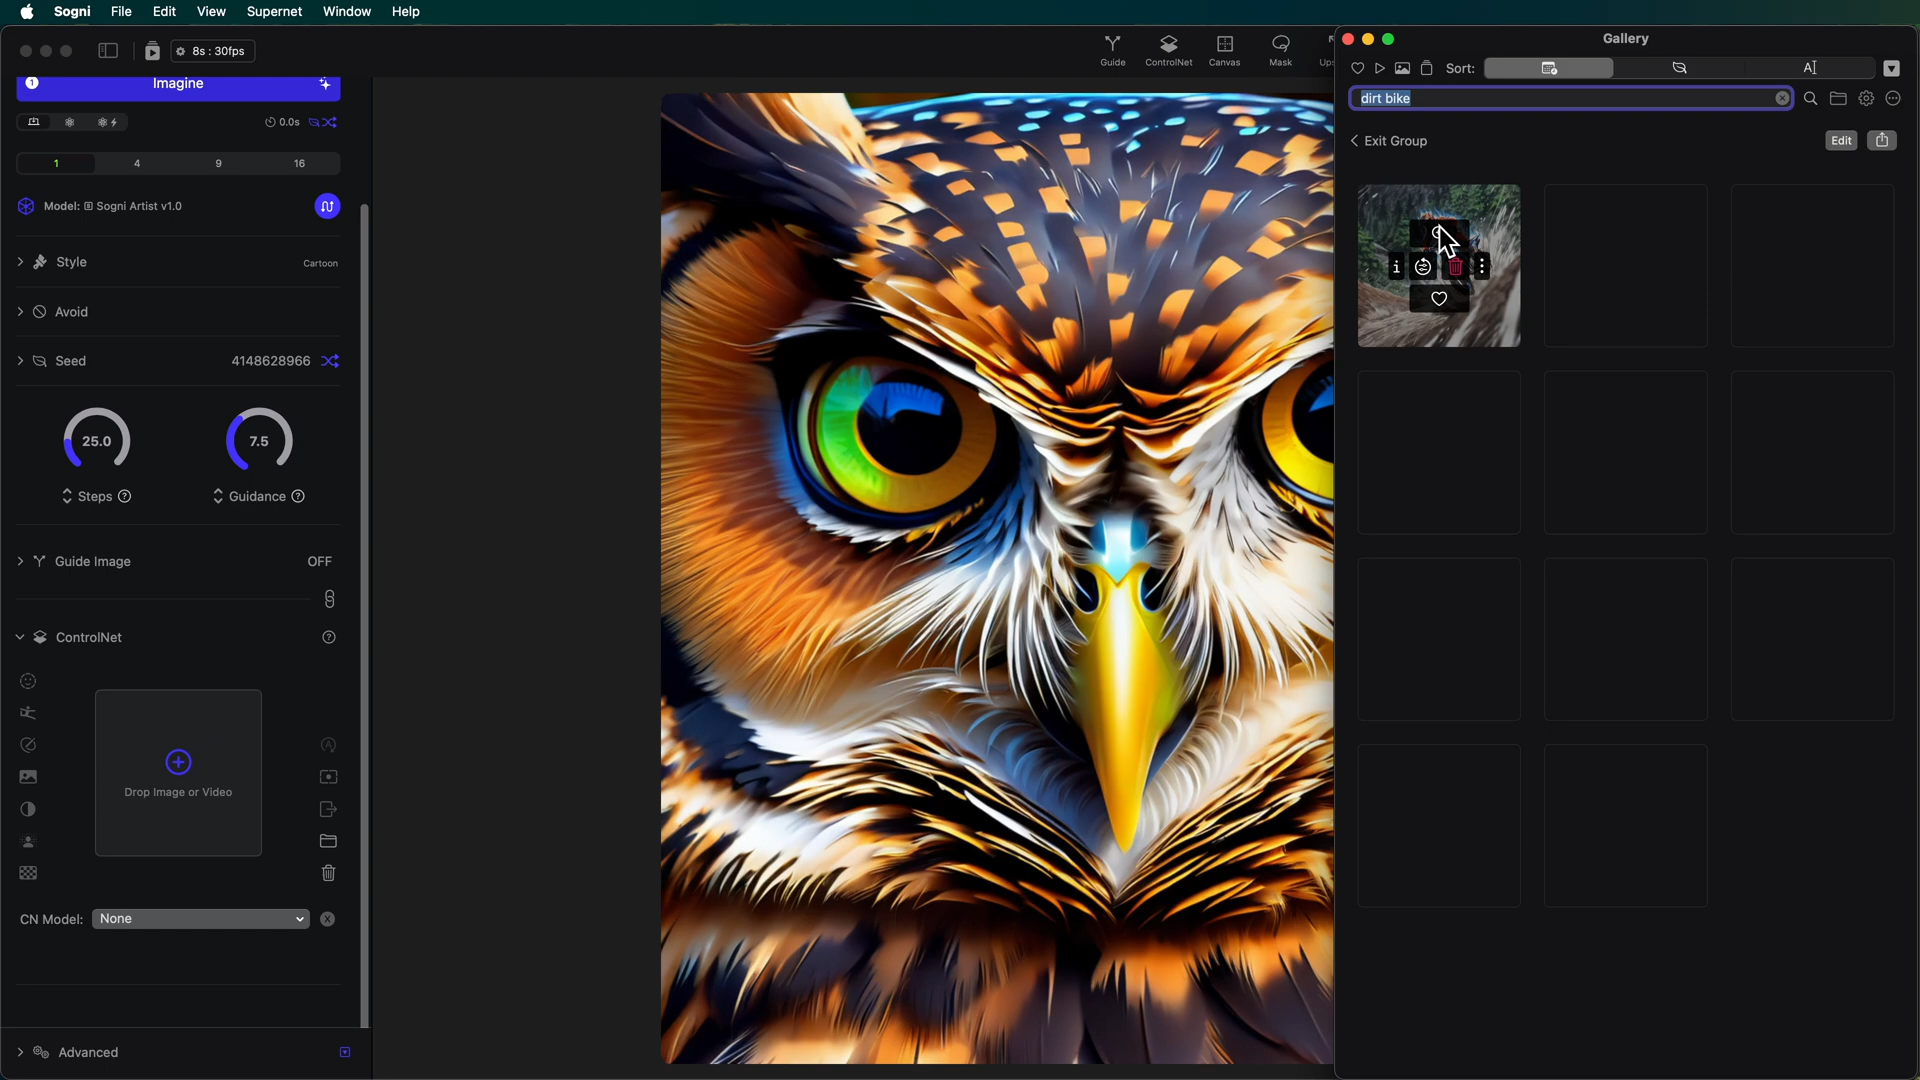 Sogni File Edit View Supernet Window Help
8s : 30fps
Guide ControlNet Canvas Mask
Gallery
Sort:
dirt bike
Exit Group
Edit
1 Imagine
0.0s
1 4 9 16
Model: Sogni Artist v1.0
Style Cartoon
Avoid
Seed 4148628966
25.0 7.5
Steps ? Guidance ?
Guide Image OFF
ControlNet ?
Drop Image or Video
CN Model: None
Advanced